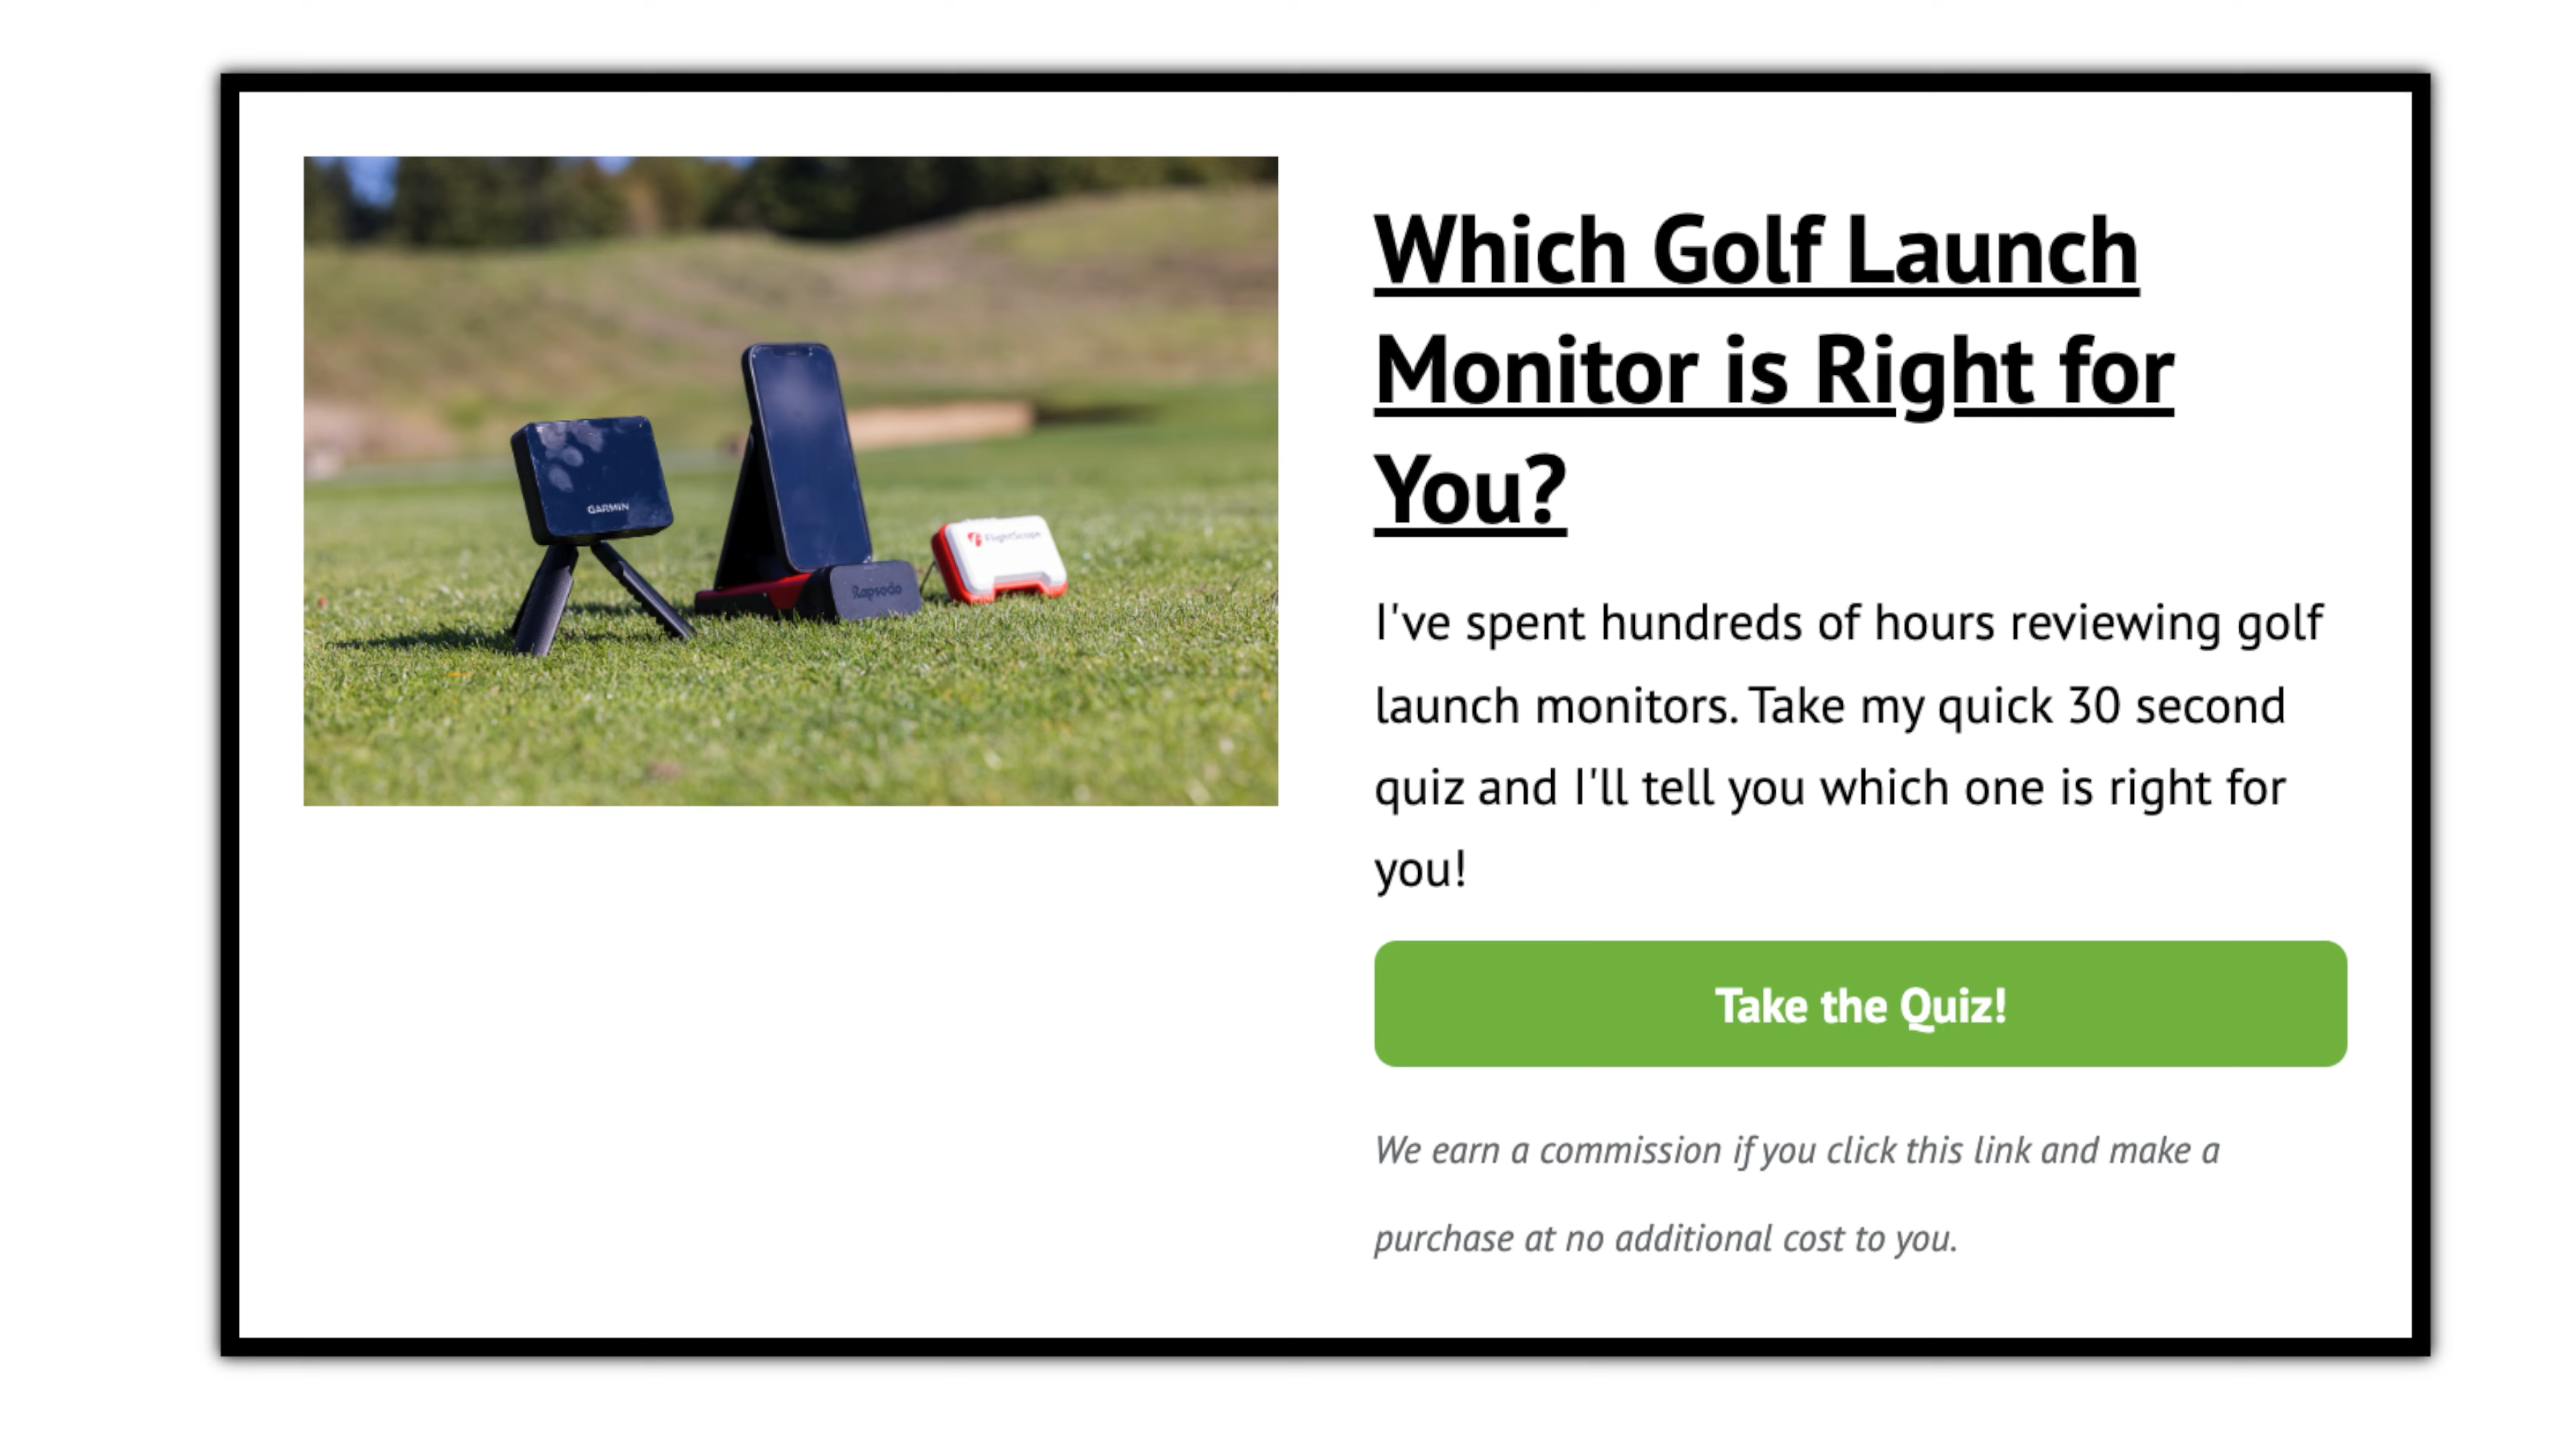 Which Golf Launch
Monitor is Right for
You?
I've spent hundreds of hours reviewing golf
launch monitors. Take my quick 30 second
quiz and I'll tell you which one is right for
you!
Take the Quiz!
We earn a commission if you click this link and make a
purchase at no additional cost to you.
GARMIN
Rapsodo
FlightScope